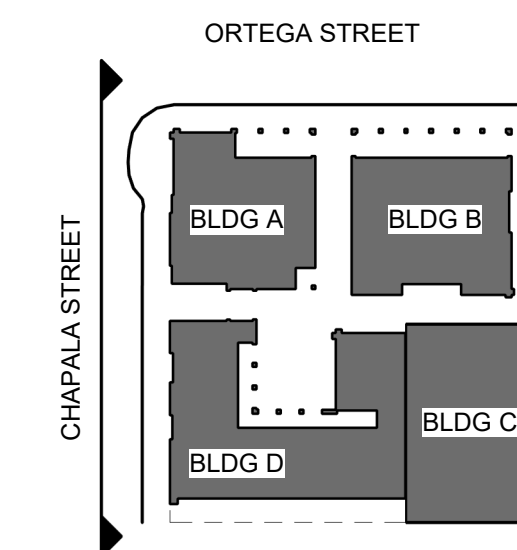 ORTEGA STREET
CHAPALA STREET
BLDG A
BLDG B
BLDG C
BLDG D